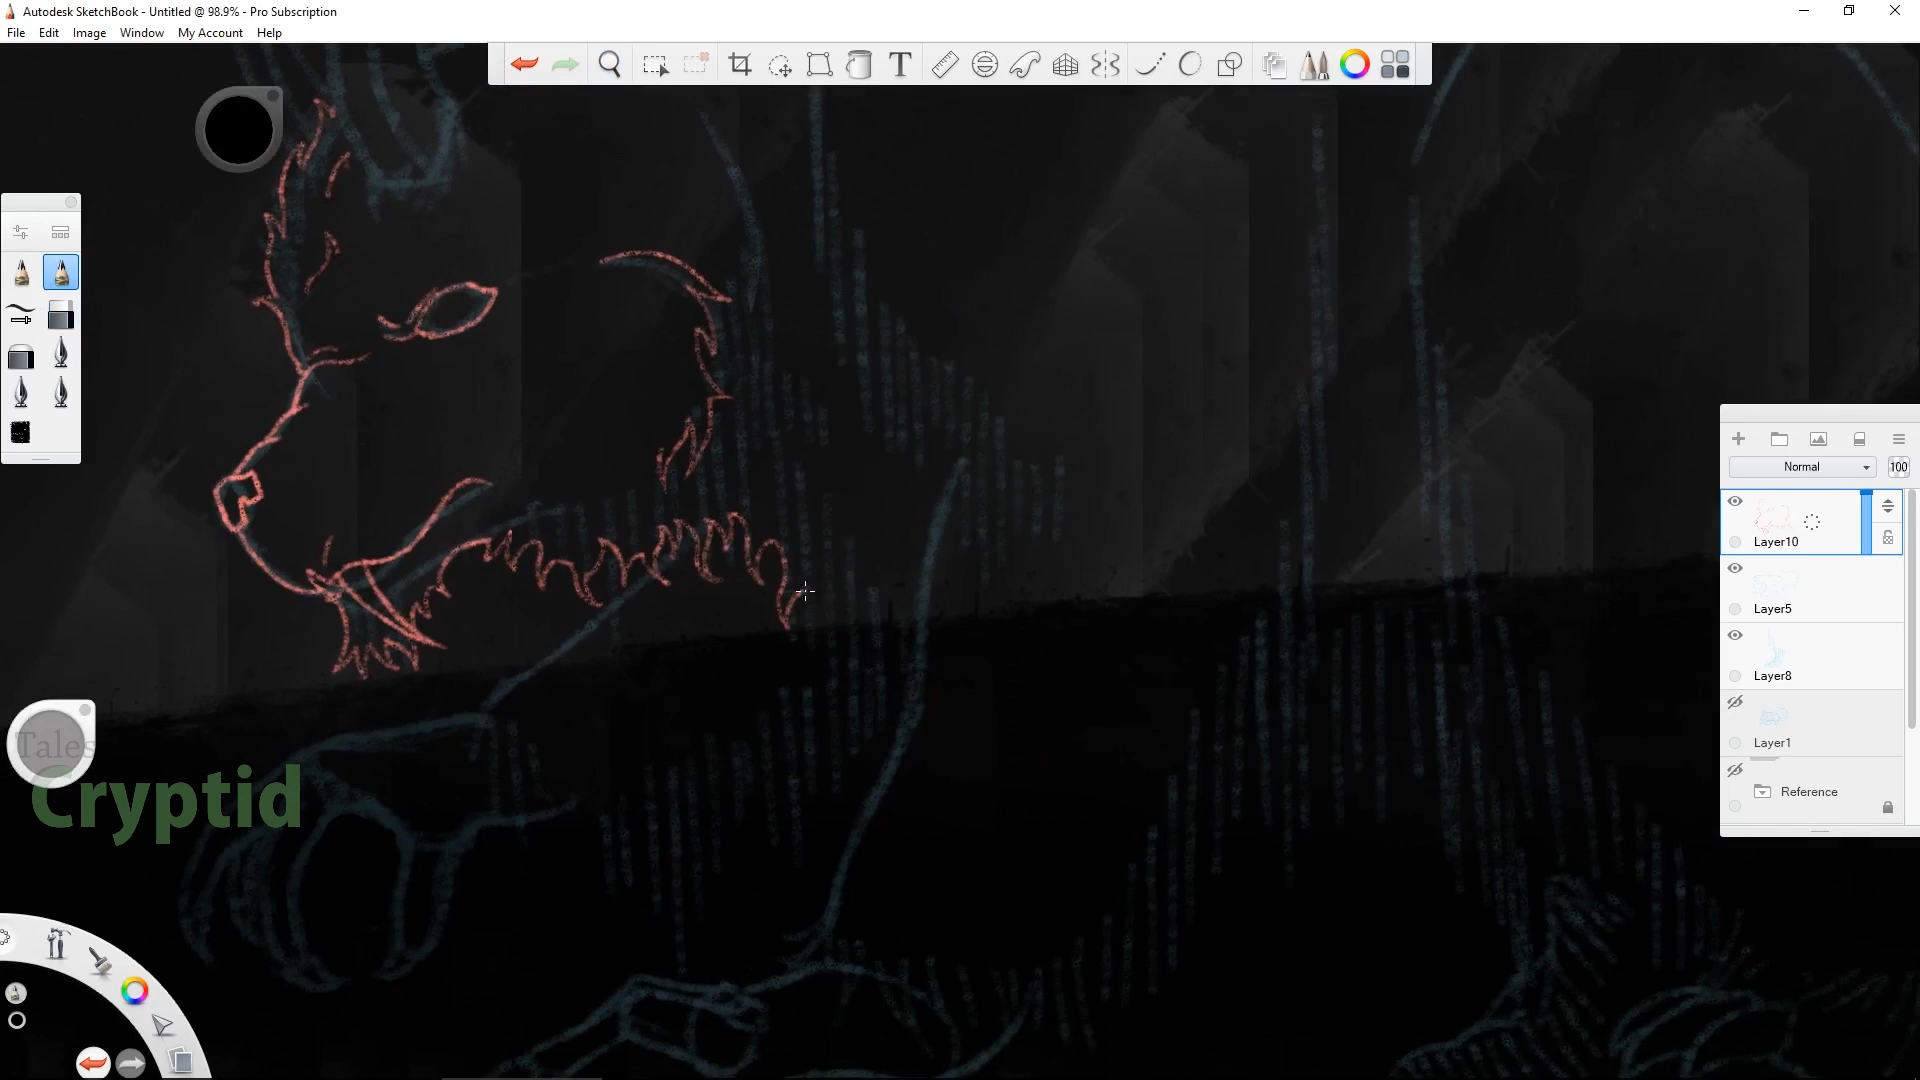 Autodesk SketchBook - Untitled @ 98.9% - Pro Subscription
File Edit Image Window My Account Help
T
Normal 100
Layer10
Layer5
Layer8
Layer1
Reference
Tales
Cryptid